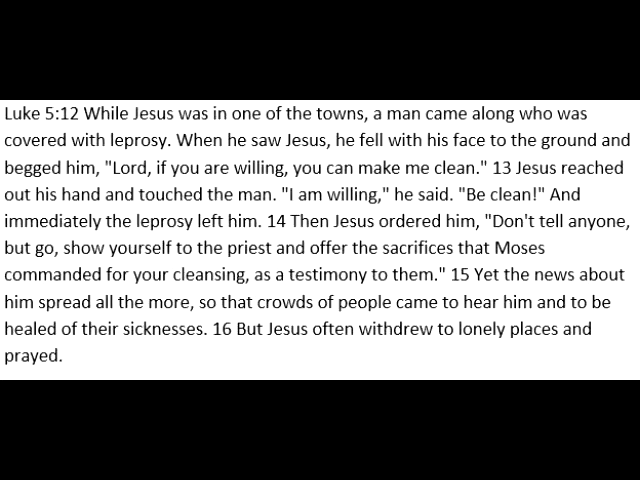 Luke 5:12 While Jesus was in one of the towns, a man came along who was
covered with leprosy. When he saw Jesus, he fell with his face to the ground and
begged him, "Lord, if you are willing, you can make me clean." 13 Jesus reached
out his hand and touched the man. "I am willing," he said. "Be clean!" And
immediately the leprosy left him. 14 Then Jesus ordered him, "Don't tell anyone,
but go, show yourself to the priest and offer the sacrifices that Moses
commanded for your cleansing, as a testimony to them." 15 Yet the news about
him spread all the more, so that crowds of people came to hear him and to be
healed of their sicknesses. 16 But Jesus often withdrew to lonely places and
prayed.